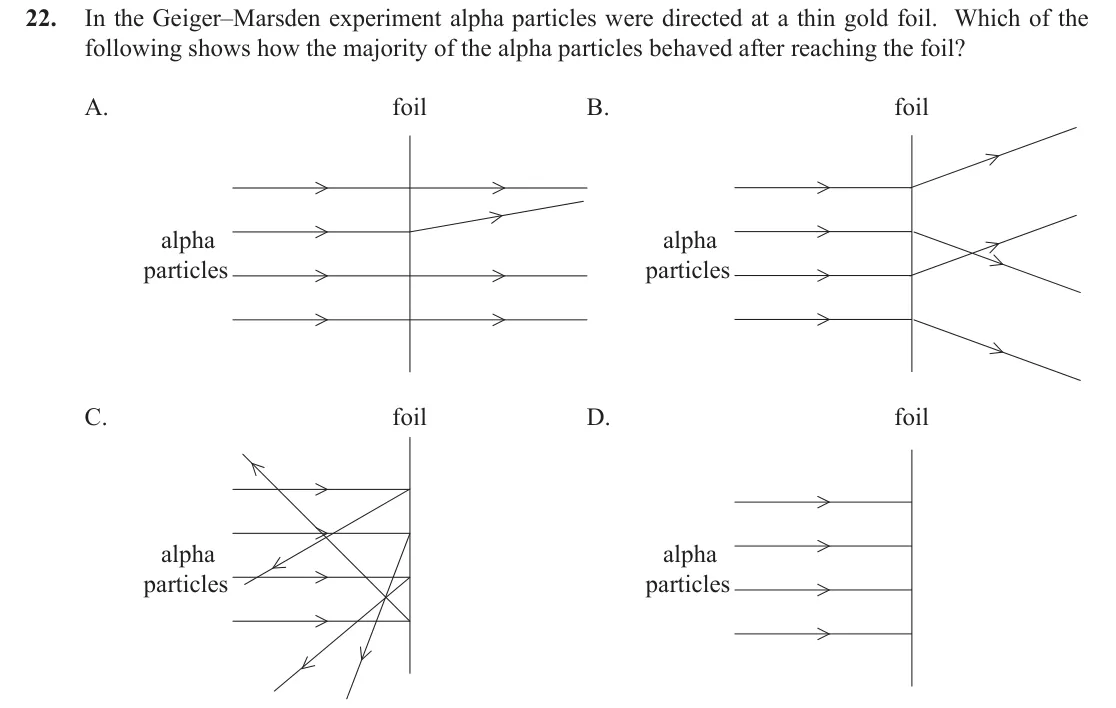 22. In the Geiger–Marsden experiment alpha particles were directed at a thin gold foil. Which of the
following shows how the majority of the alpha particles behaved after reaching the foil?
A.
foil
alpha
particles
B.
foil
alpha
particles
C.
foil
alpha
particles
D.
foil
alpha
particles